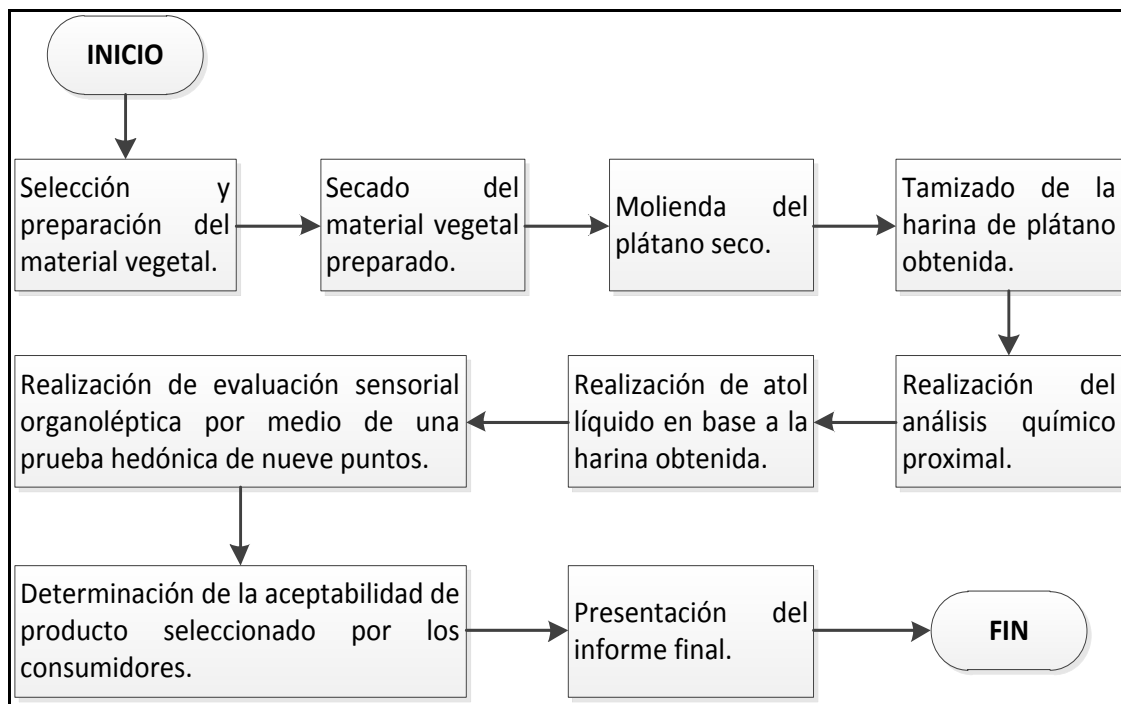 INICIO
Selección y
preparación del
material vegetal.
Secado del
material vegetal
preparado.
Molienda del
plátano seco.
Tamizado de la
harina de plátano
obtenida.
Realización del
análisis químico
proximal.
Realización de atol
líquido en base a la
harina obtenida.
Realización de evaluación sensorial
organoléptica por medio de una
prueba hedónica de nueve puntos.
Determinación de la aceptabilidad de
producto seleccionado por los
consumidores.
Presentación del
informe final.
FIN